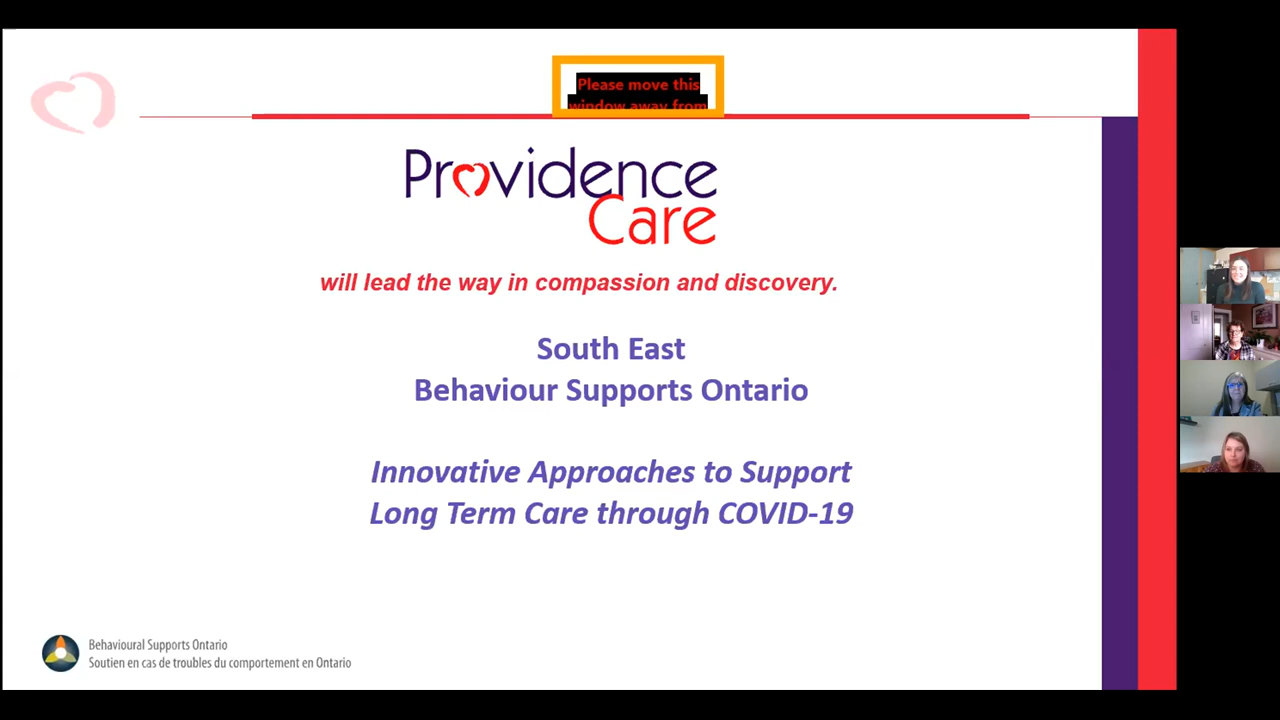 Please move this
window away from
Providence
Care
will lead the way in compassion and discovery.
South East
Behaviour Supports Ontario
Innovative Approaches to Support
Long Term Care through COVID-19
Behavioural Supports Ontario
Soutien en cas de troubles du comportement en Ontario